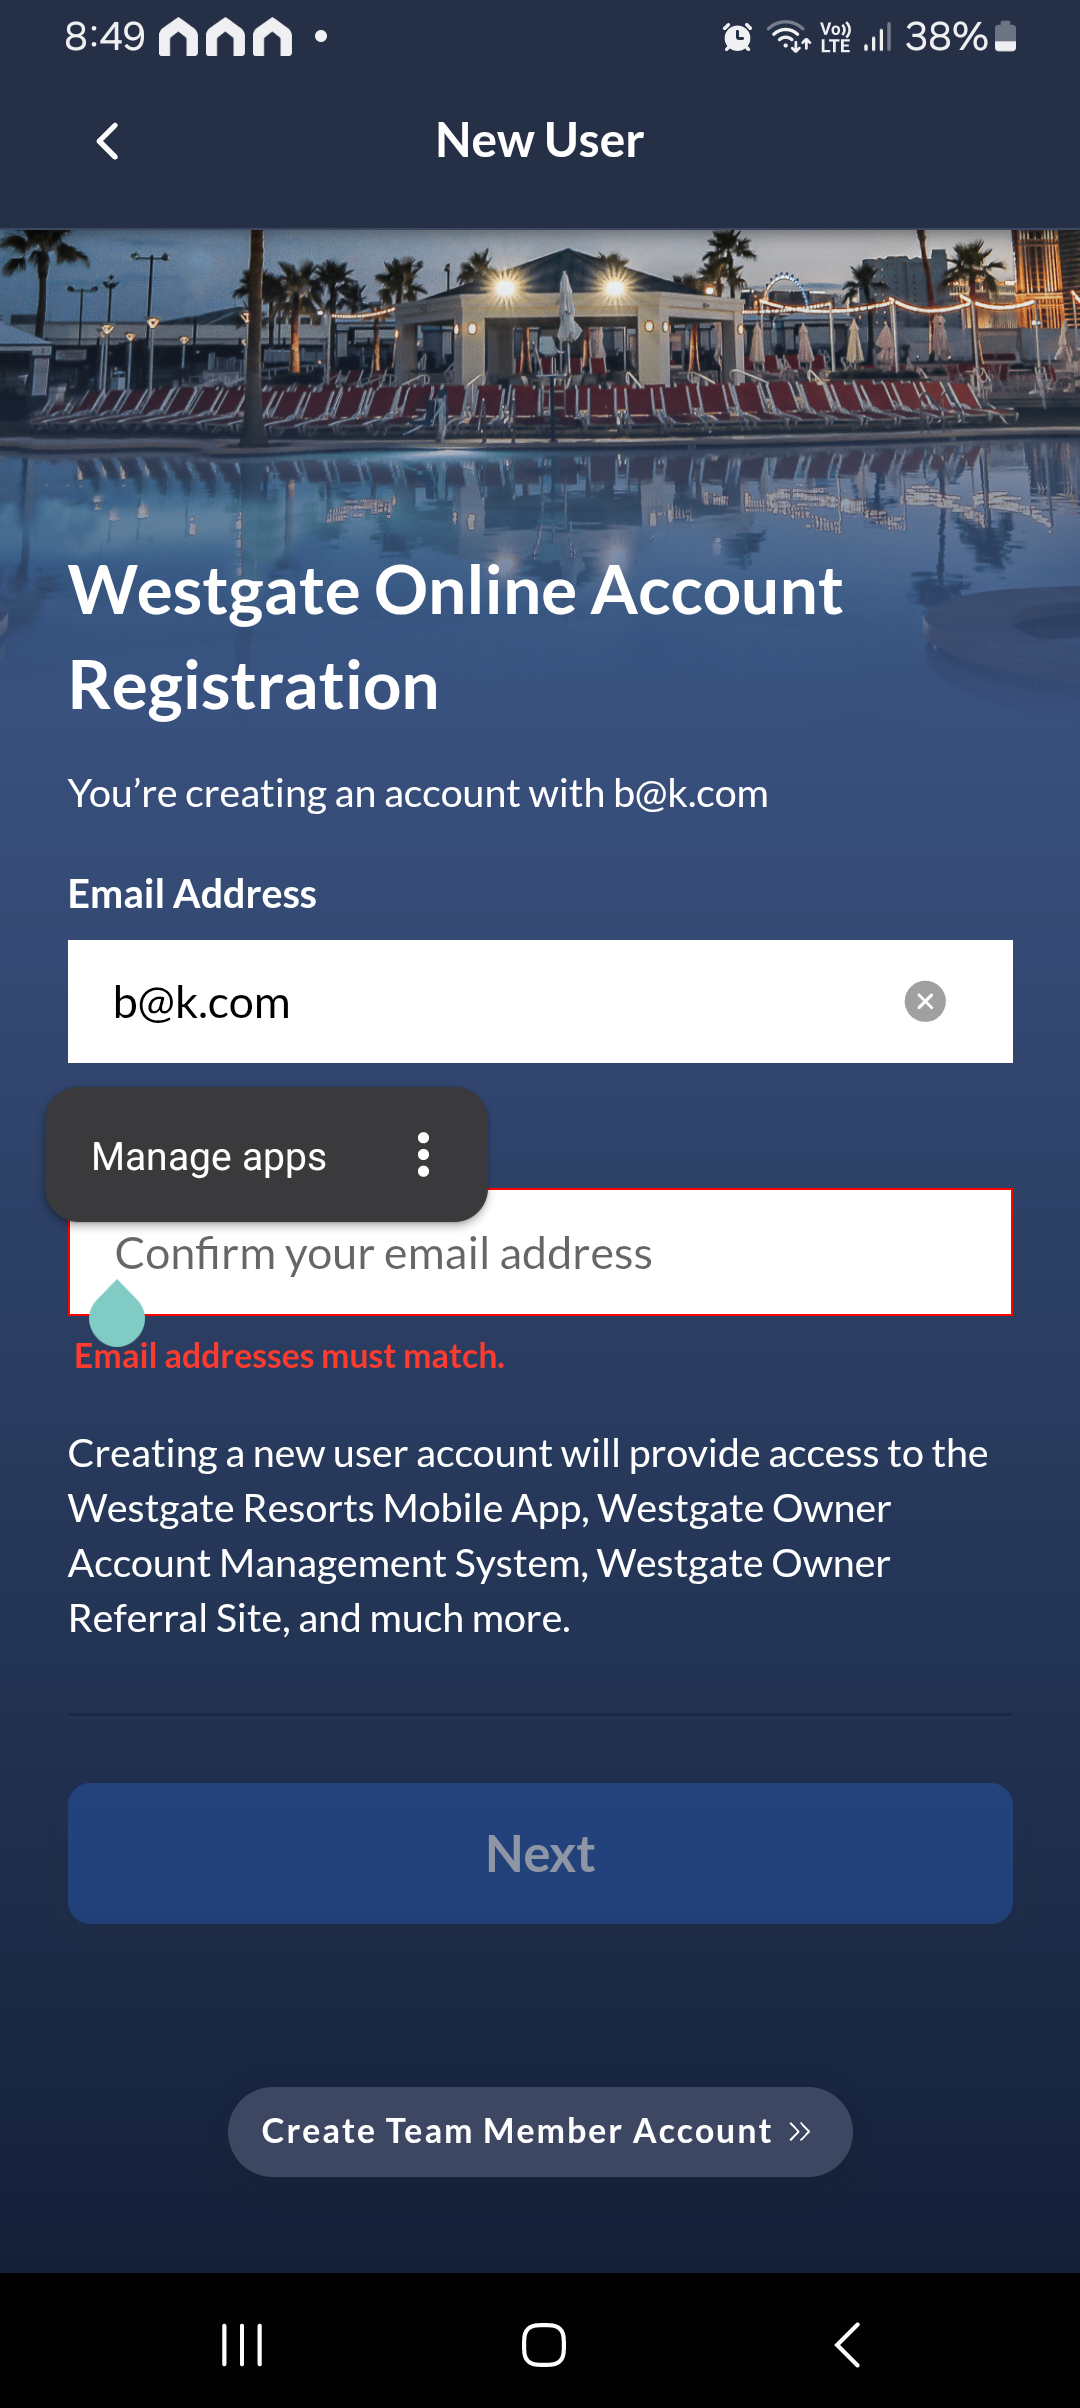 8:49
Vo))
LTE
38%
New User
Westgate Online Account
Registration
You’re creating an account with b@k.com
Email Address
b@k.com
Manage apps
Confirm your email address
Email addresses must match.
Creating a new user account will provide access to the
Westgate Resorts Mobile App, Westgate Owner
Account Management System, Westgate Owner
Referral Site, and much more.
Next
Create Team Member Account